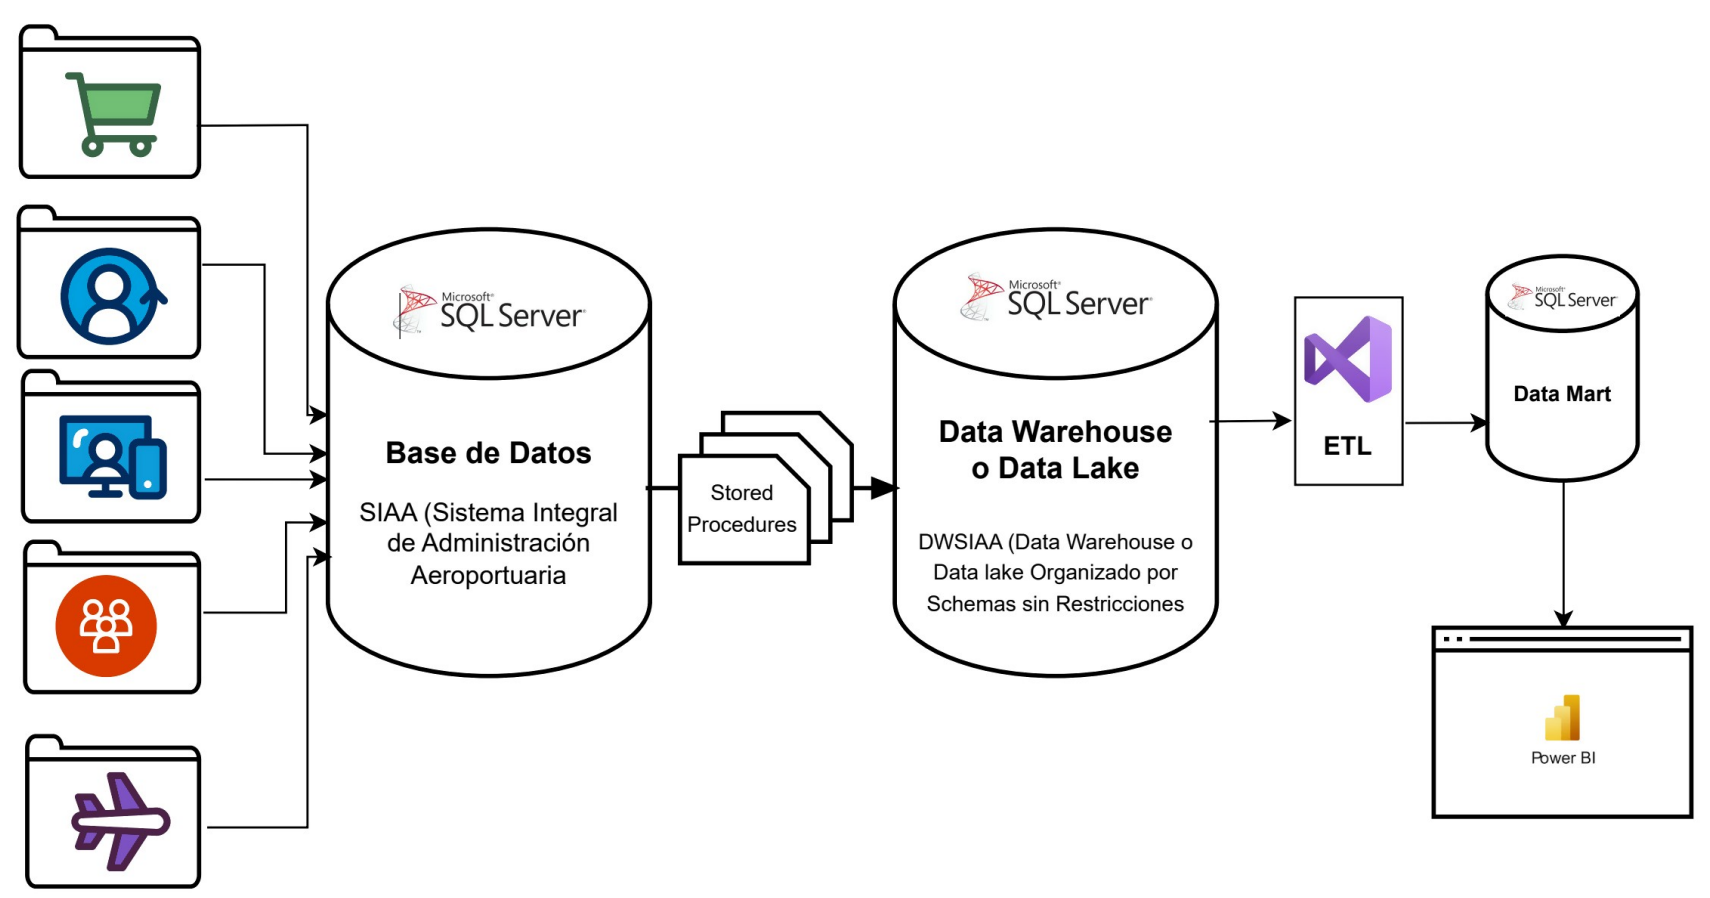 Microsoft®
SQL Server®
Base de Datos
SIAA (Sistema Integral
de Administración
Aeroportuaria
Stored
Procedures
Microsoft®
SQL Server®
Data Warehouse
o Data Lake
DWSIAA (Data Warehouse o
Data lake Organizado por
Schemas sin Restricciones
ETL
Microsoft®
SQL Server®
Data Mart
Power BI